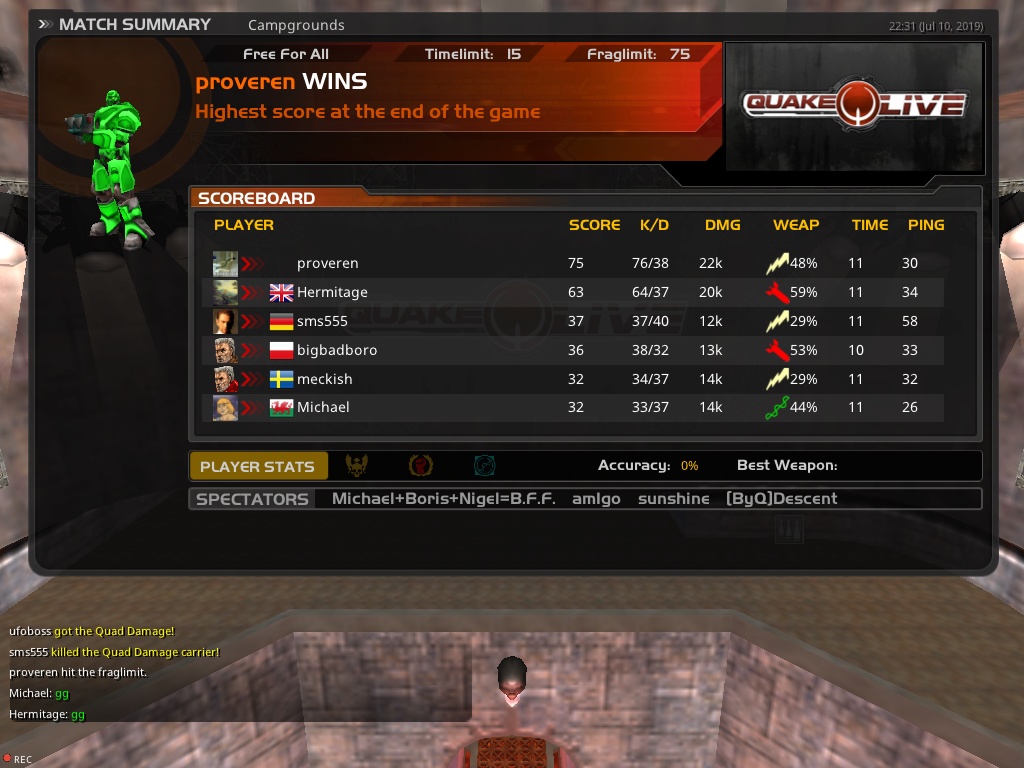 MATCH SUMMARY Campgrounds 22:31 (Jul 10, 2019)
Free For All Timelimit: 15 Fraglimit: 75
proveren WINS
Highest score at the end of the game
QUAKE LIVE
SCOREBOARD
PLAYER SCORE K/D DMG WEAP TIME PING
proveren 75 76/38 22k 48% 11 30
Hermitage 63 64/37 20k 59% 11 34
sms555 37 37/40 12k 29% 11 58
bigbadboro 36 38/32 13k 53% 10 33
meckish 32 34/37 14k 29% 11 32
Michael 32 33/37 14k 44% 11 26
PLAYER STATS Accuracy: 0% Best Weapon:
SPECTATORS Michael+Boris+Nigel=B.F.F. amIgo sunshine [ByQ]Descent
ufoboss got the Quad Damage!
sms555 killed the Quad Damage carrier!
proveren hit the fraglimit.
Michael: gg
Hermitage: gg
REC